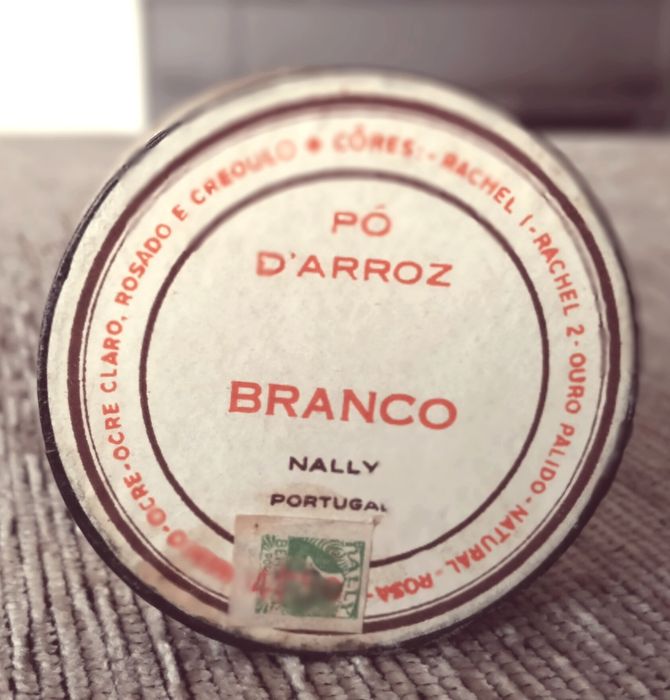 PÓ
D'ARROZ
BRANCO
NALLY
PORTUGAL
CÔRES:- RACHEL 1-RACHEL 2-OURO PALIDO-NATURAL-ROSA-
O-OCRE-OCRE CLARO, ROSADO E CREOULO
NALLY